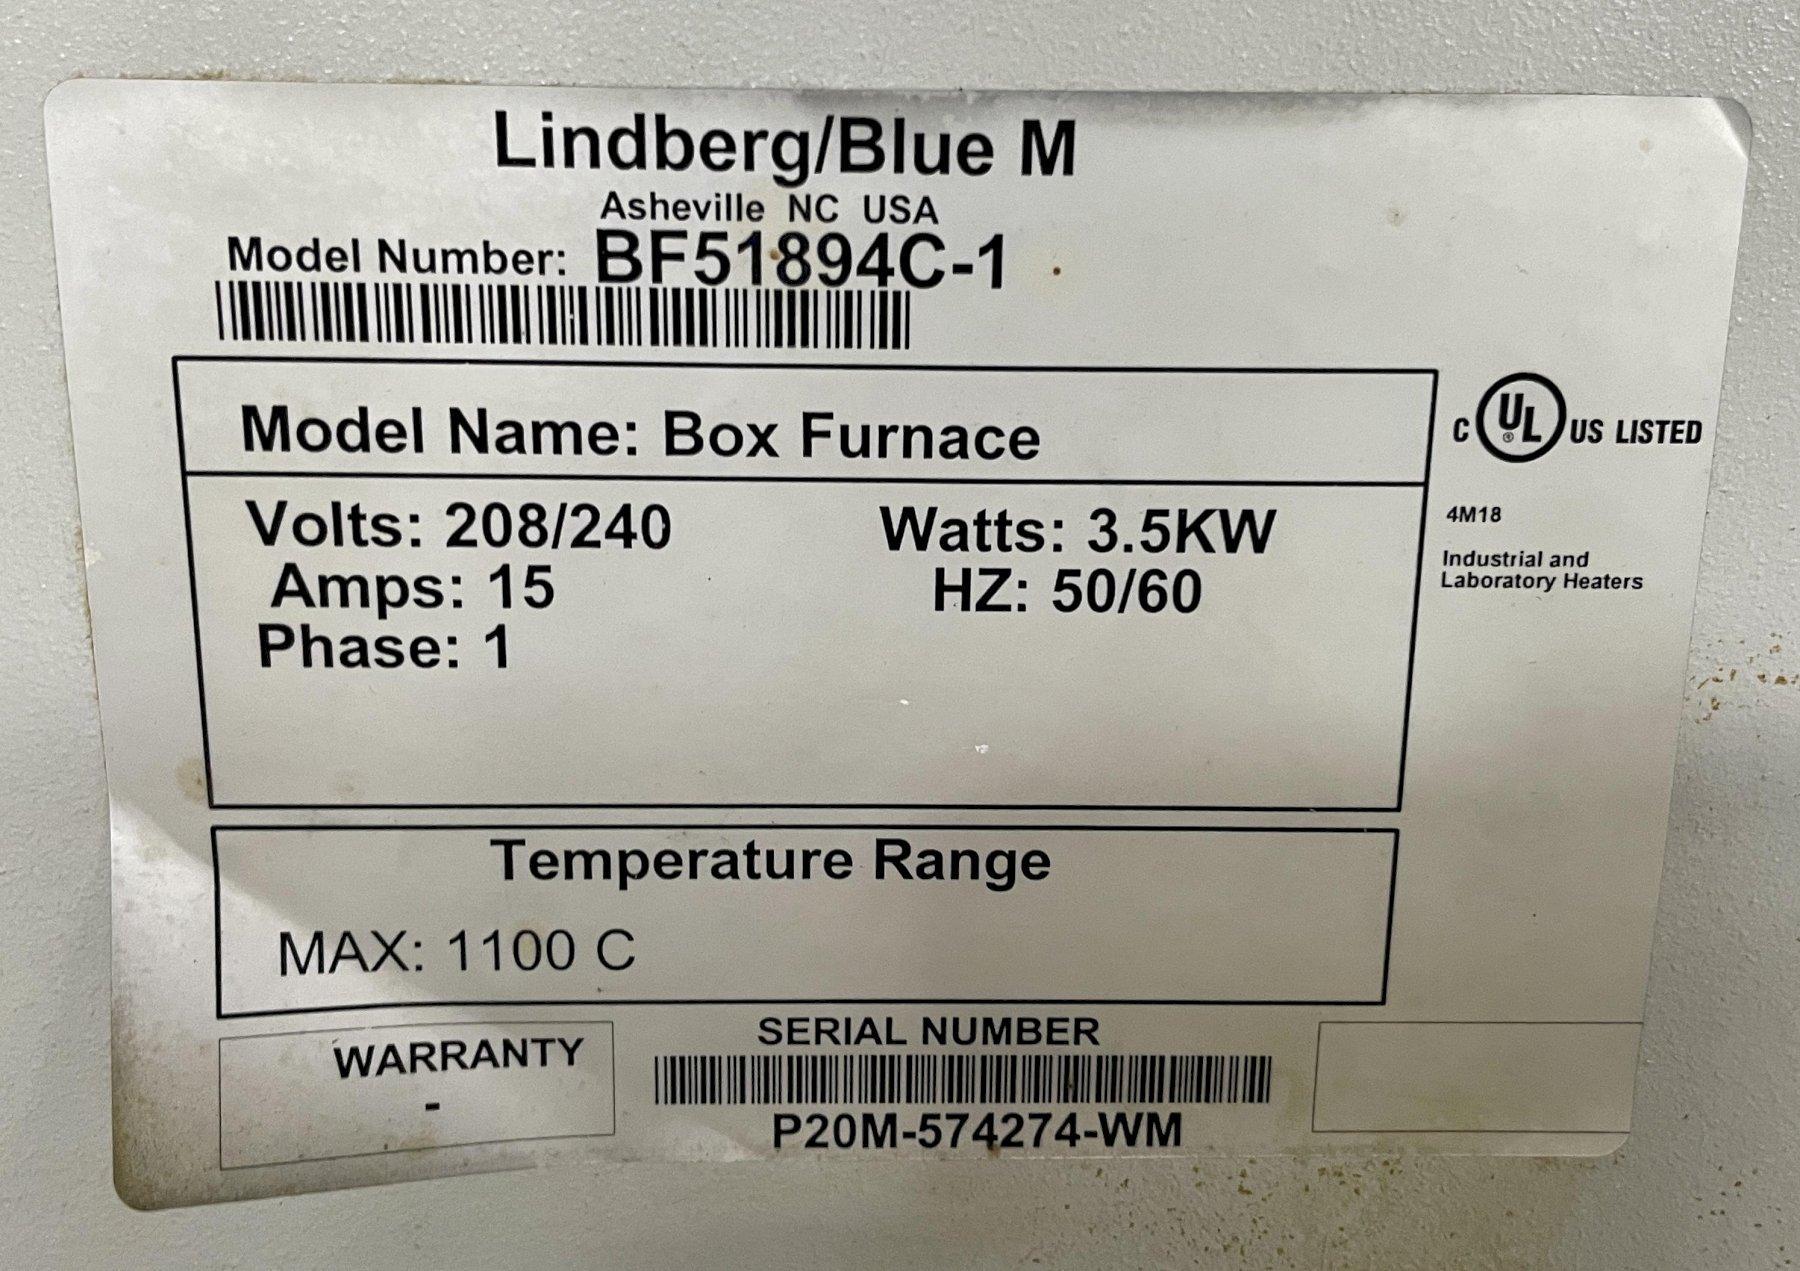 Lindberg/Blue M
Asheville NC USA
Model Number: BF51894C-1
Model Name: Box Furnace
C UL ® US LISTED
Volts: 208/240 Watts: 3.5KW
Amps: 15 HZ: 50/60
Phase: 1
4M18
Industrial and
Laboratory Heaters
Temperature Range
MAX: 1100 C
WARRANTY
-
SERIAL NUMBER
P20M-574274-WM